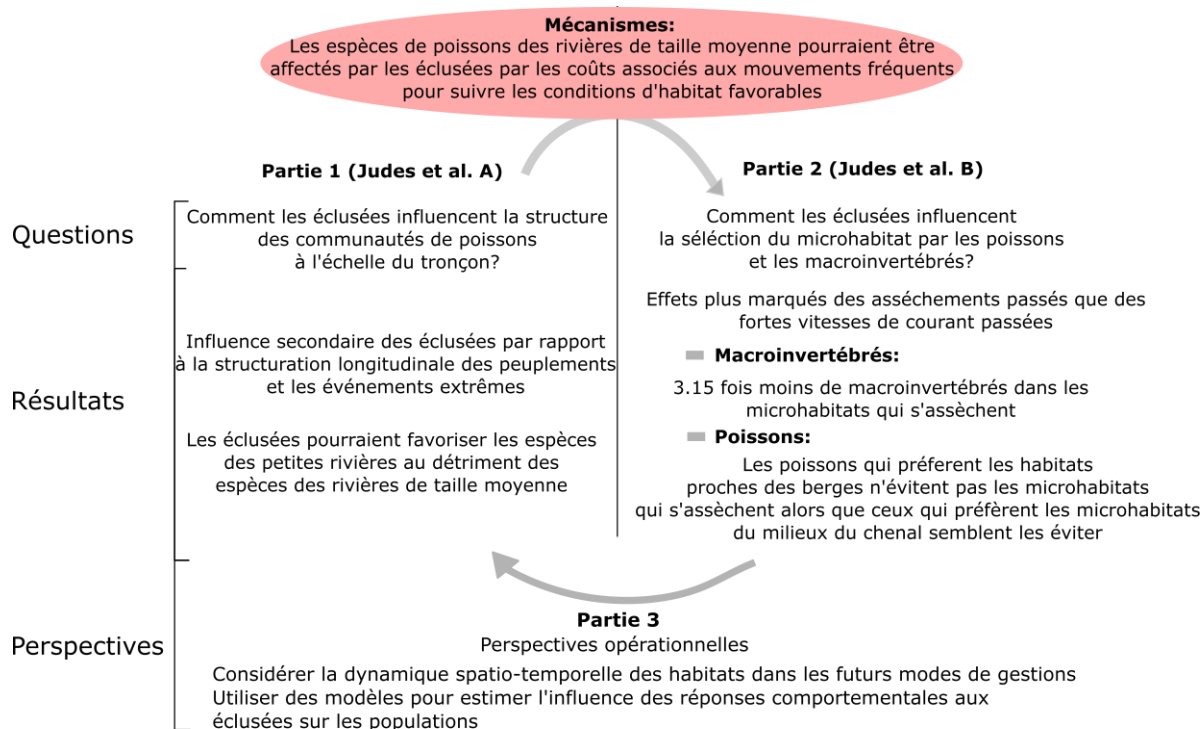 Mécanismes:
Les espèces de poissons des rivières de taille moyenne pourraient être
affectés par les éclusées par les coûts associés aux mouvements fréquents
pour suivre les conditions d'habitat favorables
Partie 1 (Judes et al. A)
Partie 2 (Judes et al. B)
Questions
Comment les éclusées influencent la structure
des communautés de poissons
à l'échelle du tronçon?
Comment les éclusées influencent
la séléction du microhabitat par les poissons
et les macroinvertébrés?
Résultats
Influence secondaire des éclusées par rapport
à la structuration longitudinale des peuplements
et les événements extrêmes
Les éclusées pourraient favoriser les espèces
des petites rivières au détriment des
espèces des rivières de taille moyenne
Effets plus marqués des asséchements passés que des
fortes vitesses de courant passées
Macroinvertébrés:
3.15 fois moins de macroinvertébrés dans les
microhabitats qui s'assèchent
Poissons:
Les poissons qui préferent les habitats
proches des berges n'évitent pas les microhabitats
qui s'assèchent alors que ceux qui préfèrent les microhabitats
du milieux du chenal semblent les éviter
Perspectives
Partie 3
Perspectives opérationnelles
Considérer la dynamique spatio-temporelle des habitats dans les futurs modes de gestions
Utiliser des modèles pour estimer l'influence des réponses comportementales aux
éclusées sur les populations